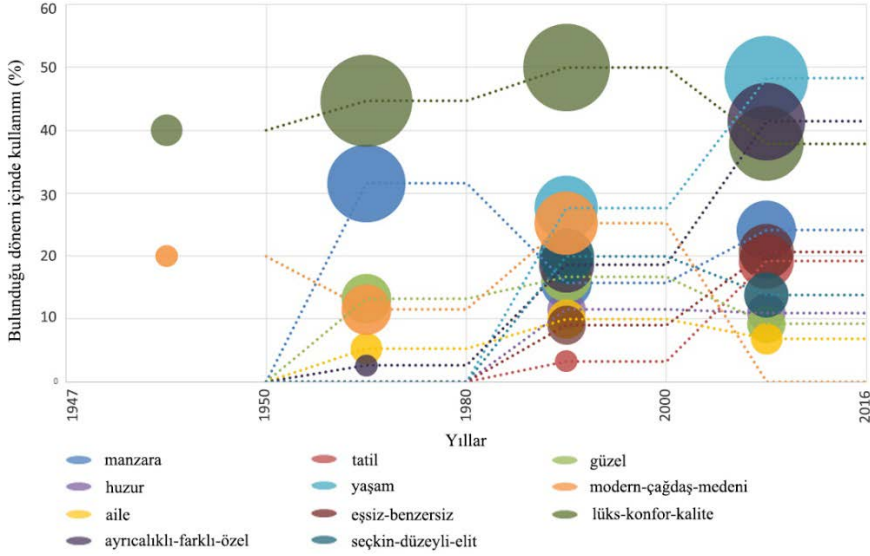 60
50
40
30
20
10
0
Bulunduğu dönem içinde kullanımı (%)
1947
1950
1980
2000
2016
Yıllar
manzara
tatil
güzel
huzur
yaşam
modern-çağdaş-medeni
aile
eşsiz-benzersiz
lüks-konfor-kalite
ayrıcalıklı-farklı-özel
seçkin-düzeyli-elit